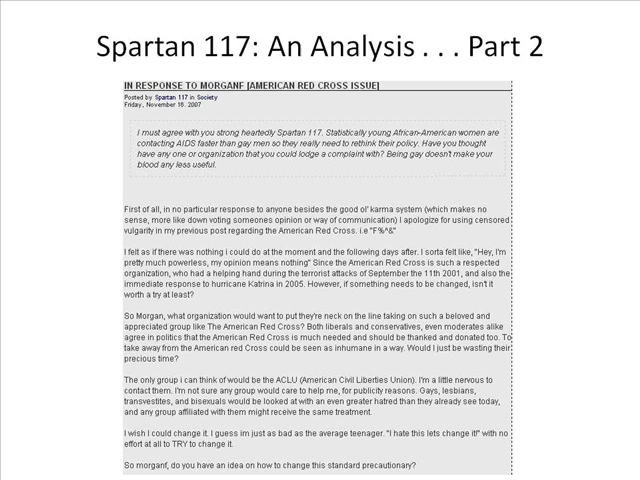 Spartan 117: An Analysis . . . Part 2
IN RESPONSE TO MORGANF [AMERICAN RED CROSS ISSUE]
Posted by Spartan 117 in Society
Friday, November 16. 2007
I must agree with you strong heartedly Spartan 117. Statistically young African-American women are
contacting AIDS faster than gay men so they really need to rethink their policy. Have you thought
have any one or organization that you could lodge a complaint with? Being gay doesn't make your
blood any less useful.
First of all, in no particular response to anyone besides the good ol' karma system (which makes no
sense, more like down voting someones opinion or way of communication) I apologize for using censored
vulgarity in my previous post regarding the American Red Cross. i.e "F%^&"
I felt as if there was nothing i could do at the moment and the following days after. I sorta felt like, "Hey, I'm
pretty much powerless, my opinion means nothing" Since the American Red Cross is such a respected
organization, who had a helping hand during the terrorist attacks of September the 11th 2001, and also the
immediate response to hurricane Katrina in 2005. However, if something needs to be changed, isn't it
worth a try at least?
So Morgan, what organization would want to put they're neck on the line taking on such a beloved and
appreciated group like The American Red Cross? Both liberals and conservatives, even moderates alike
agree in politics that the American Red Cross is much needed and should be thanked and donated too. To
take away from the American red Cross could be seen as inhumane in a way. Would I just be wasting their
precious time?
The only group i can think of would be the ACLU (American Civil Liberties Union). I'm a little nervous to
contact them. I'm not sure any group would care to help me, for publicity reasons. Gays, lesbians,
transvestites, and bisexuals would be looked at with an even greater hatred than they already see today,
and any group affiliated with them might receive the same treatment.
I wish I could change it. I guess im just as bad as the average teenager. "I hate this lets change it!" with no
effort at all to TRY to change it.
So morganf, do you have an idea on how to change this standard precautionary?